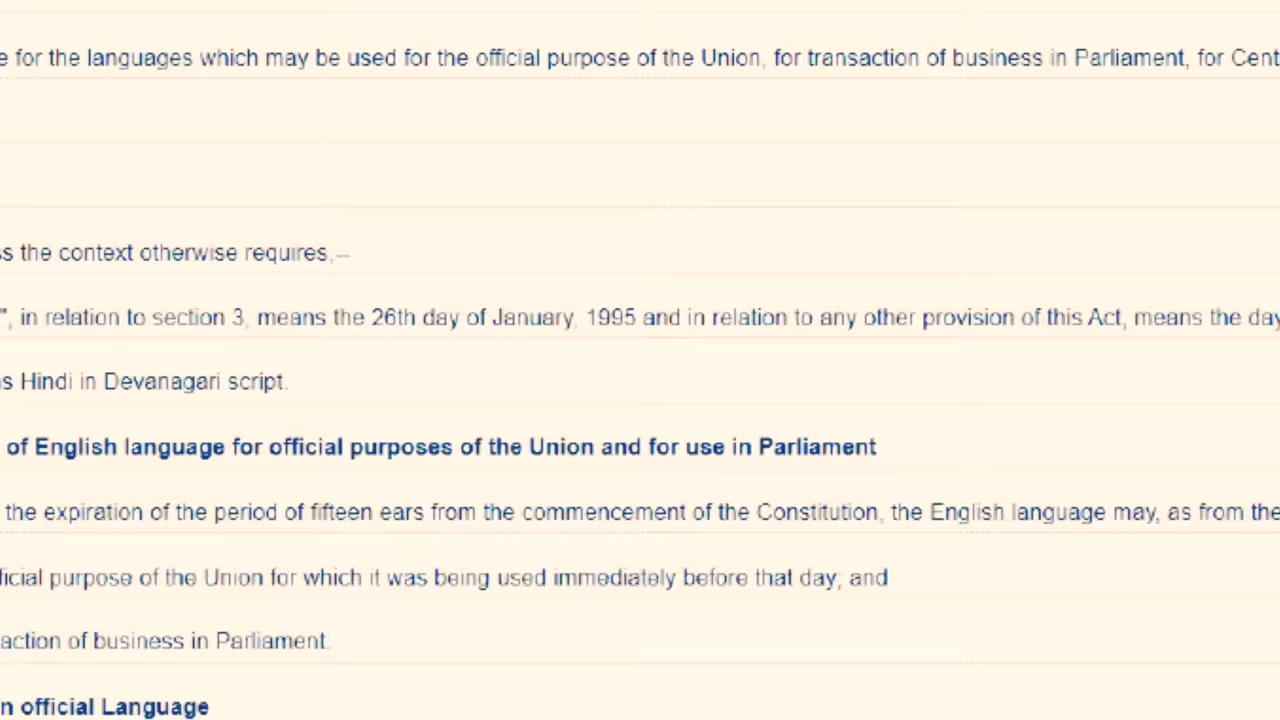 e for the languages which may be used for the official purpose of the Union, for transaction of business in Parliament, for Cent
ss the context otherwise requires,--
", in relation to section 3, means the 26th day of January, 1995 and in relation to any other provision of this Act, means the day
as Hindi in Devanagari script.
of English language for official purposes of the Union and for use in Parliament
the expiration of the period of fifteen ears from the commencement of the Constitution, the English language may, as from the
ficial purpose of the Union for which it was being used immediately before that day; and
action of business in Parliament.
n official Language